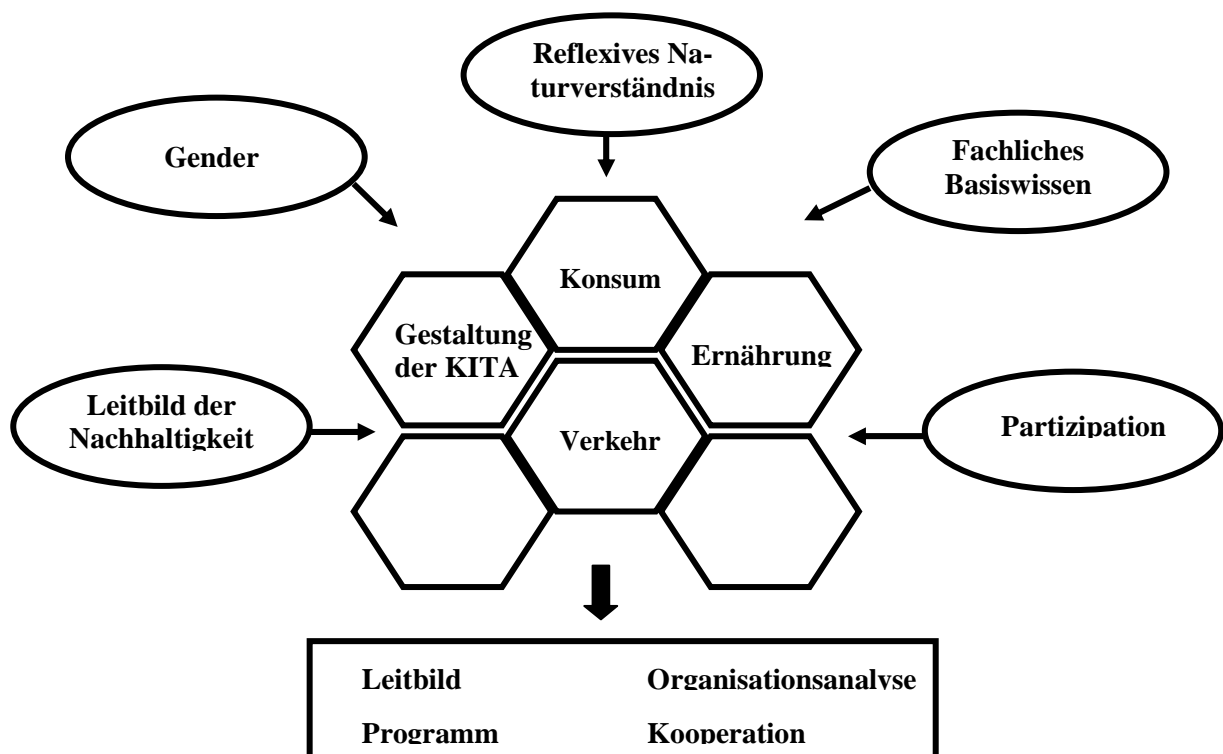 Reflexives Na-
turverständnis
Gender
Fachliches
Basiswissen
Konsum
Gestaltung
der KITA
Ernährung
Leitbild der
Nachhaltigkeit
Verkehr
Partizipation
Leitbild
Organisationsanalyse
Programm
Kooperation